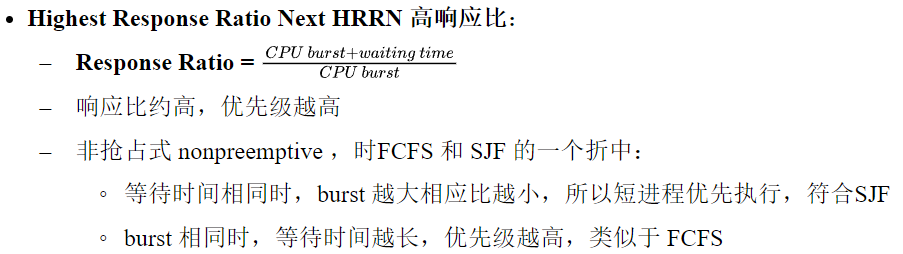 • Highest Response Ratio Next HRRN 高响应比：
– Response Ratio = \frac{CPU burst+waiting time}{CPU burst}
– 响应比约高，优先级越高
– 非抢占式 nonpreemptive ，时FCFS 和 SJF 的一个折中：
◦ 等待时间相同时，burst 越大相应比越小，所以短进程优先执行，符合SJF
◦ burst 相同时，等待时间越长，优先级越高，类似于 FCFS